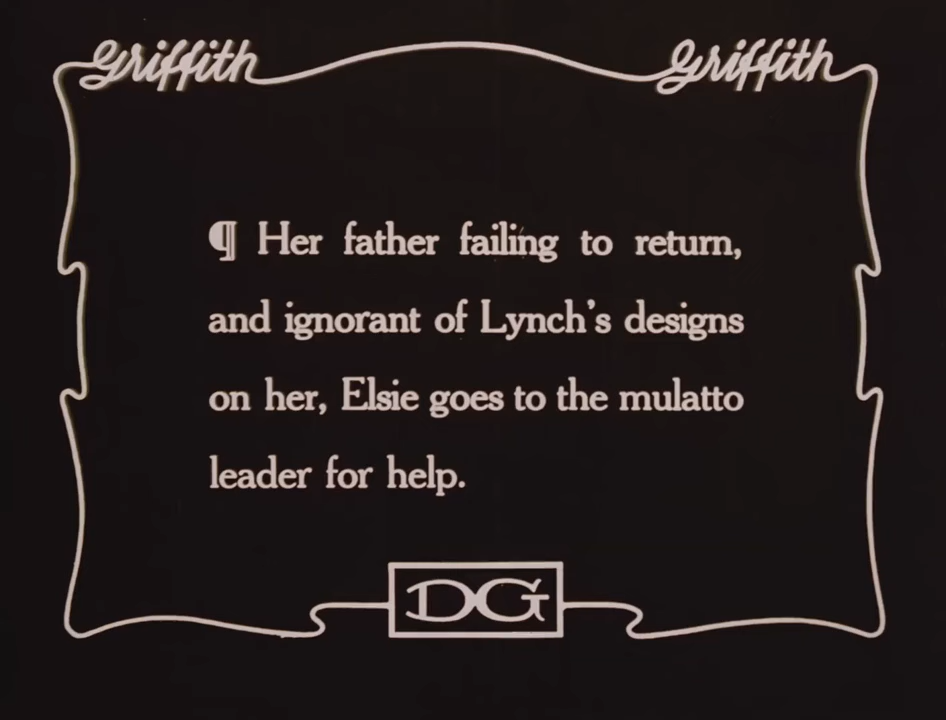 Griffith Griffith
¶ Her father failing to return,
and ignorant of Lynch's designs
on her, Elsie goes to the mulatto
leader for help.
DG